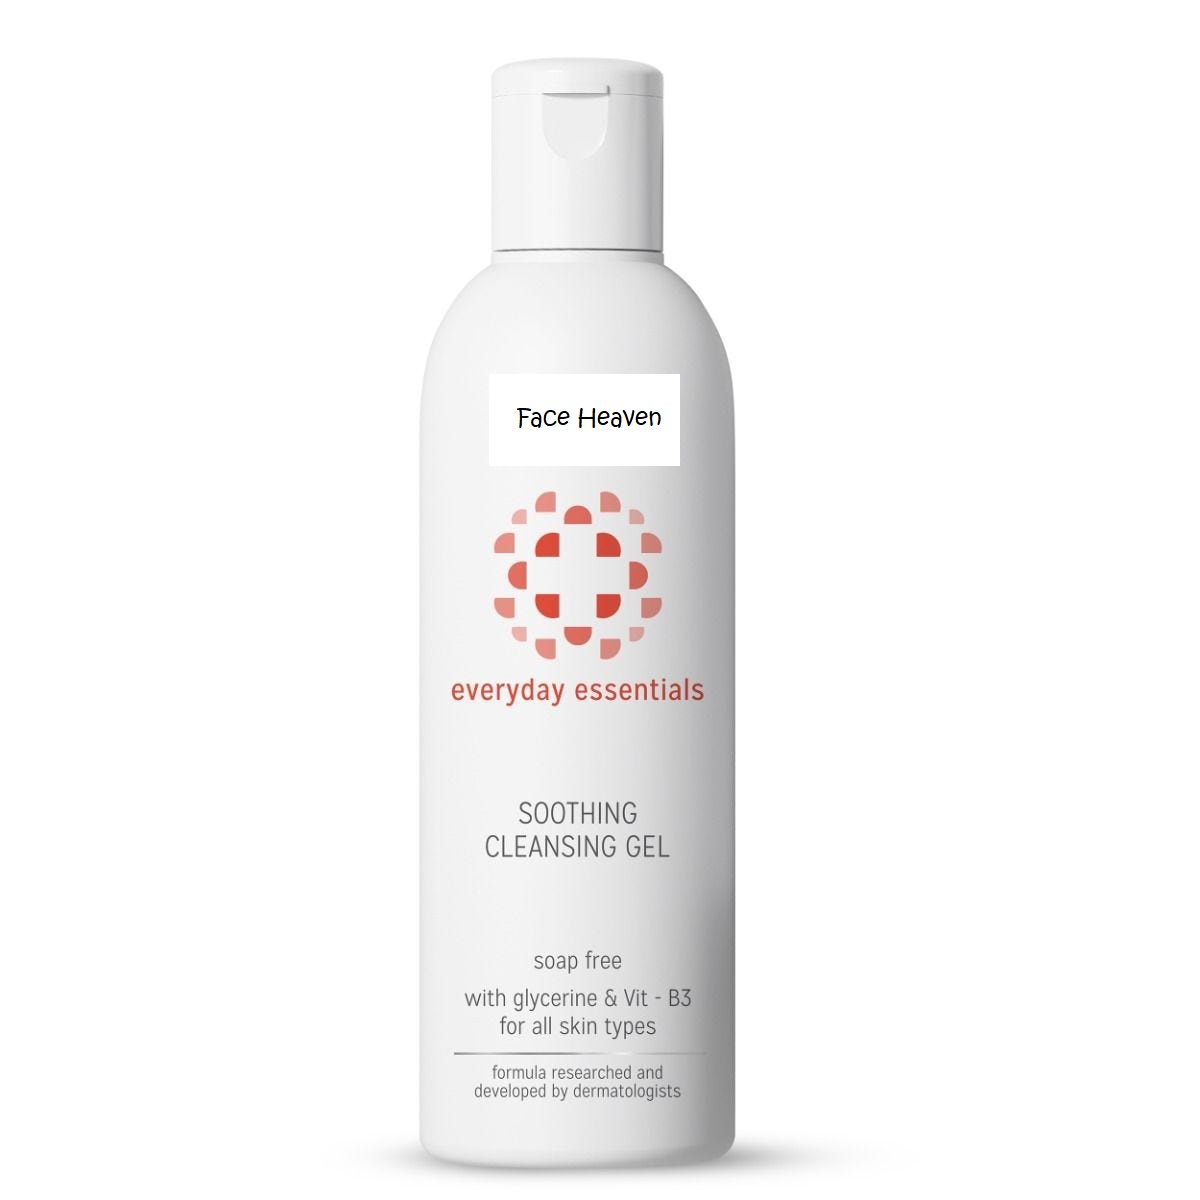 Face Heaven
everyday essentials
SOOTHING
CLEANSING GEL
soap free
with glycerine & Vit - B3
for all skin types
formula researched and
developed by dermatologists